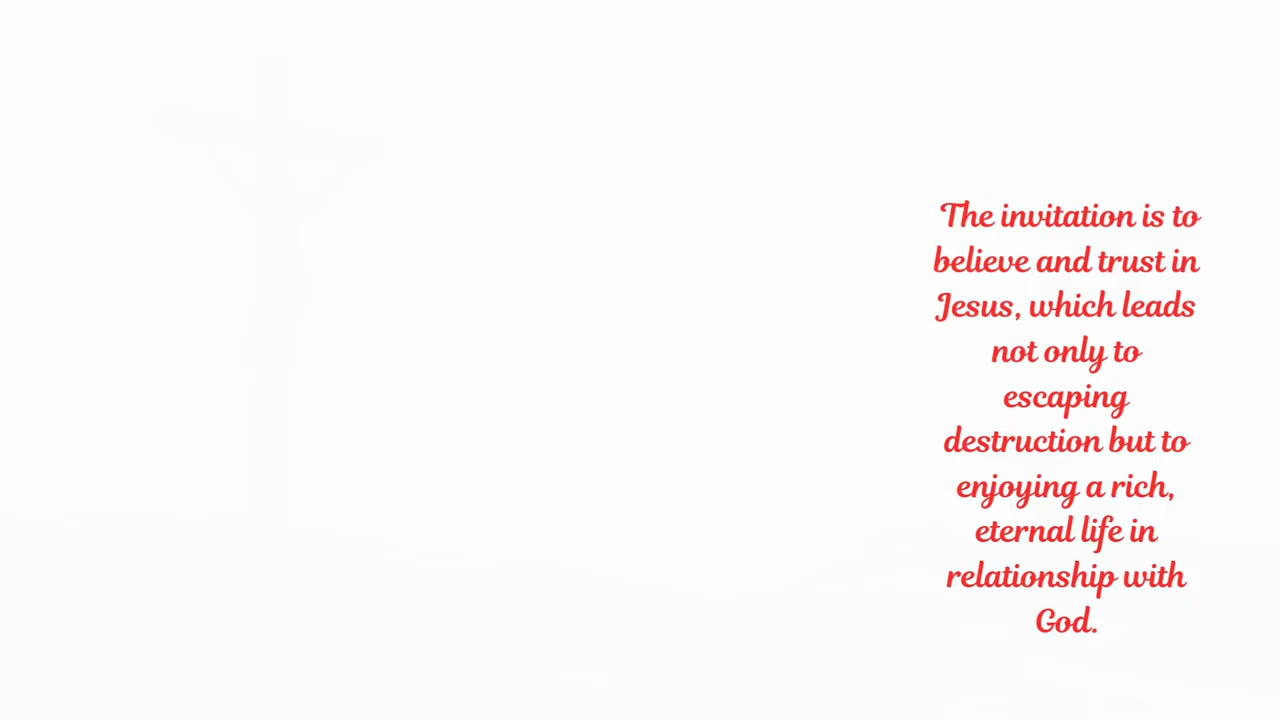 The invitation is to
believe and trust in
Jesus, which leads
not only to
escaping
destruction but to
enjoying a rich,
eternal life in
relationship with
God.